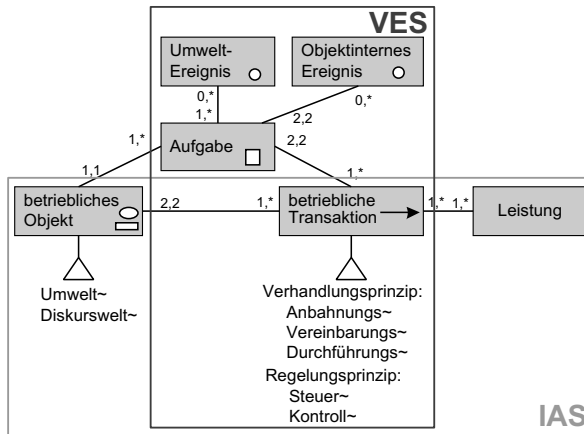 VES
Umwelt-
Ereignis
Objektinternes
Ereignis
0,*
0,*
1,*
2,2
1,*
Aufgabe
2,2
1,1
1,*
betriebliches
Objekt
2,2
1,*
betriebliche
Transaktion
1,*
1,*
Leistung
Umwelt~
Diskurswelt~
Verhandlungsprinzip:
Anbahnungs~
Vereinbarungs~
Durchführungs~
Regelungsprinzip:
Steuer~
Kontroll~
IAS